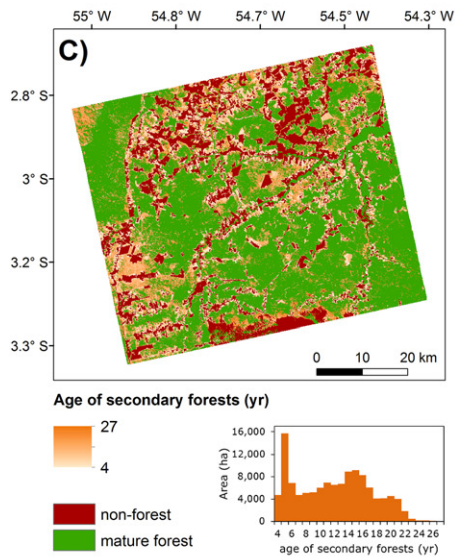 55° W 54.8° W 54.7° W 54.5° W 54.3° W
C)
2.8° S
3° S
3.2° S
3.3° S
0 10 20 km
Age of secondary forests (yr)
27
4
non-forest
mature forest
16,000
12,000
8,000
4,000
0
Area (ha)
4 6 8 10 12 14 16 18 20 22 24 26
age of secondary forests (yr)